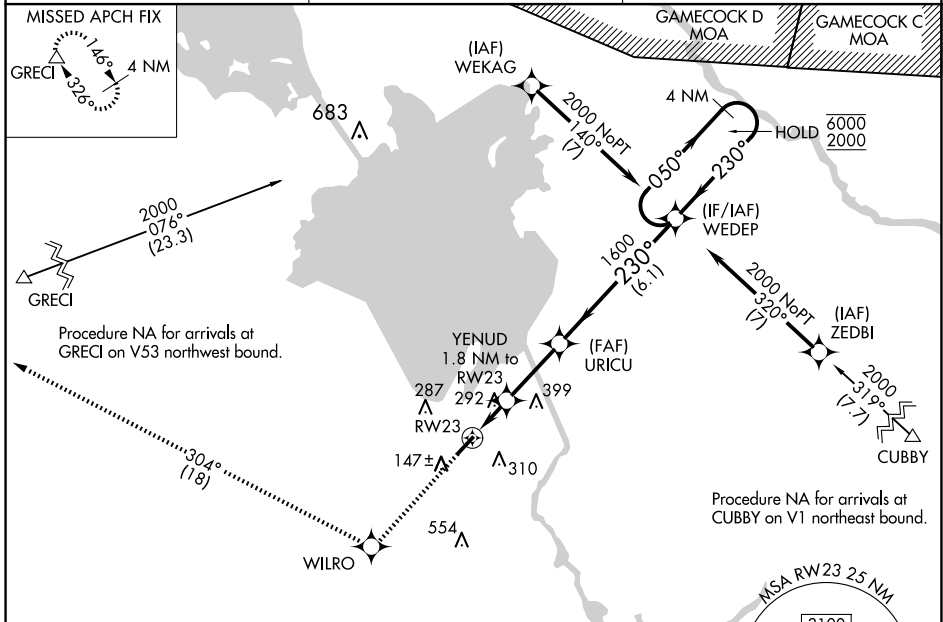 MISSED APCH FIX
GRECI
146°
326°
4 NM
683
(IAF)
WEKAG
2000 NoPT
140°
(7)
GAMECOCK D
MOA
GAMECOCK C
MOA
4 NM
HOLD
6000
2000
050°
230°
(IF/IAF)
WEDEP
2000
076°
(23.3)
GRECI
Procedure NA for arrivals at
GRECI on V53 northwest bound.
1600
230°
(6.1)
2000 NoPT
320°
(7)
(IAF)
ZEDBI
2000
319°
(7.7)
CUBBY
YENUD
1.8 NM to
RW23
(FAF)
URICU
287
292
399
RW23
147±
310
304°
(18)
554
WILRO
Procedure NA for arrivals at
CUBBY on V1 northeast bound.
MSA RW23 25 NM